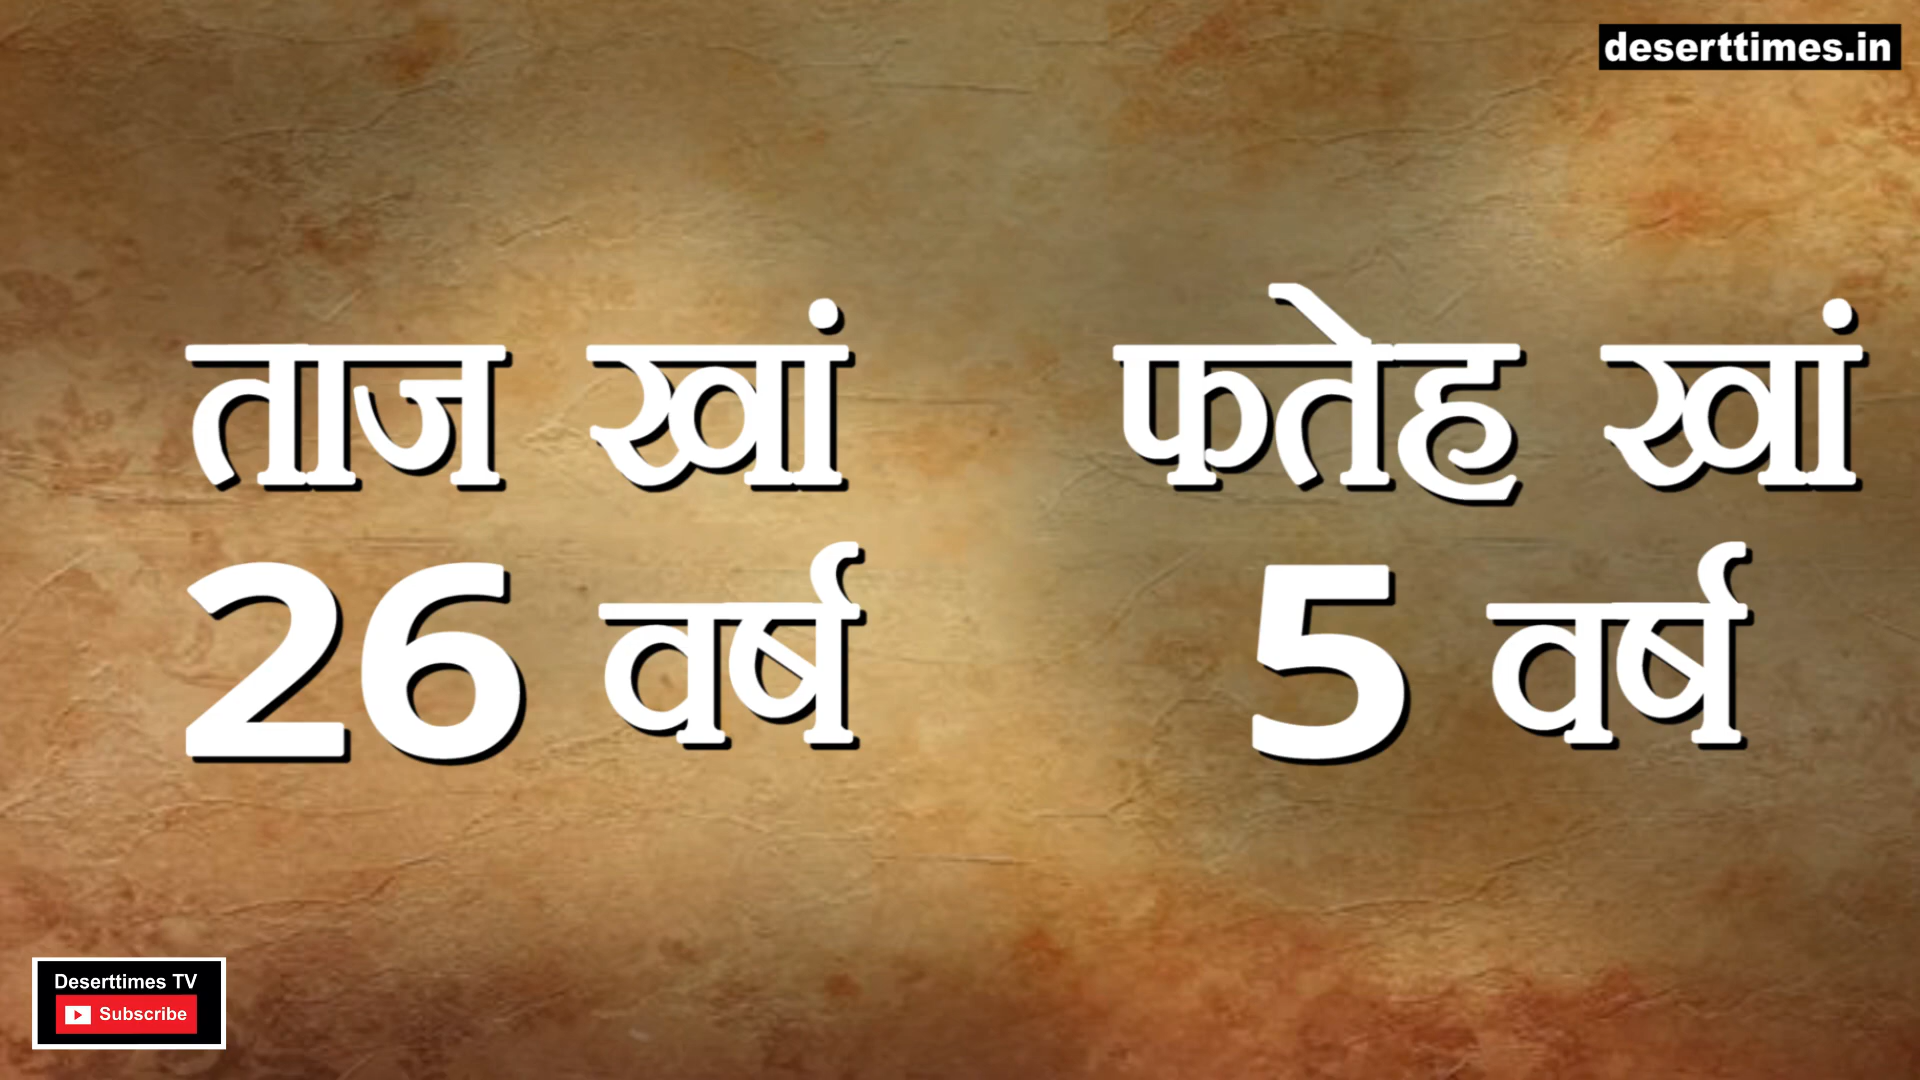 deserttimes.in
ताज खां
26 वर्ष
फतेह खां
5 वर्ष
Deserttimes TV
Subscribe